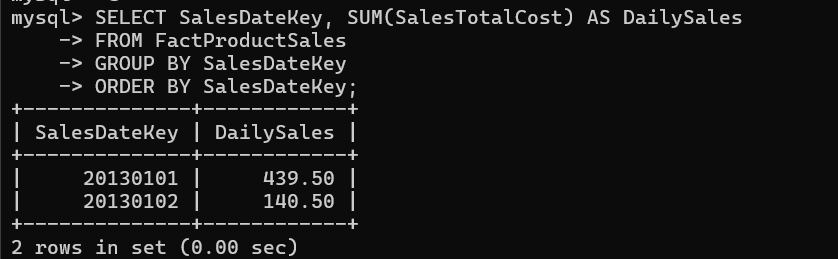 mysql> SELECT SalesDateKey, SUM(SalesTotalCost) AS DailySales
    -> FROM FactProductSales
    -> GROUP BY SalesDateKey
    -> ORDER BY SalesDateKey;
+--------------+------------+
| SalesDateKey | DailySales |
+--------------+------------+
|     20130101 |     439.50 |
|     20130102 |     140.50 |
+--------------+------------+
2 rows in set (0.00 sec)